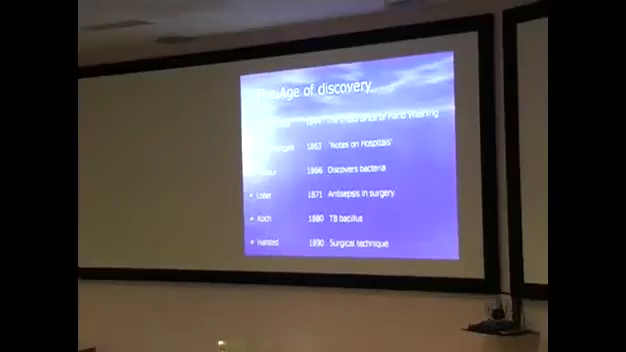 The Age of discovery
The Importance of Hand Washing
1863 'Notes on Hospitals'
1866 Discovers bacteria
• Lister 1871 Antisepsis in surgery
• Koch 1880 TB bacillus
• Halsted 1890 Surgical technique